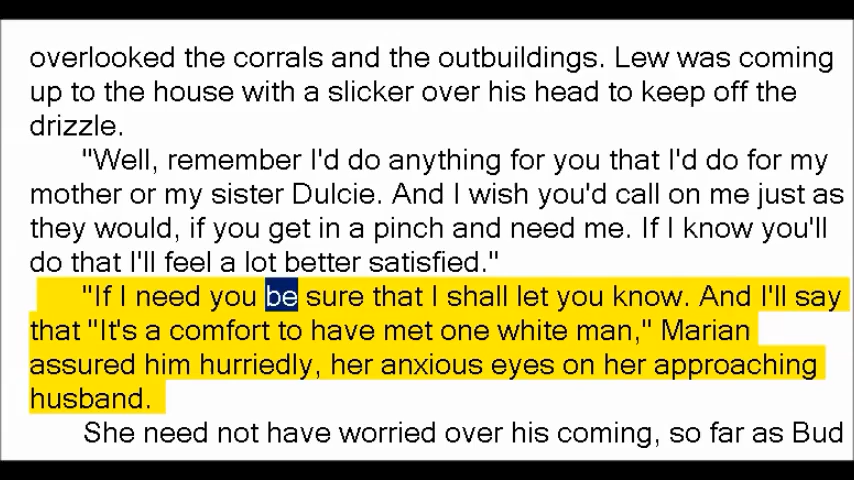 overlooked the corrals and the outbuildings. Lew was coming
up to the house with a slicker over his head to keep off the
drizzle.
"Well, remember I'd do anything for you that I'd do for my
mother or my sister Dulcie. And I wish you'd call on me just as
they would, if you get in a pinch and need me. If I know you'll
do that I'll feel a lot better satisfied."
"If I need you be sure that I shall let you know. And I'll say
that "It's a comfort to have met one white man," Marian
assured him hurriedly, her anxious eyes on her approaching
husband.
She need not have worried over his coming, so far as Bud